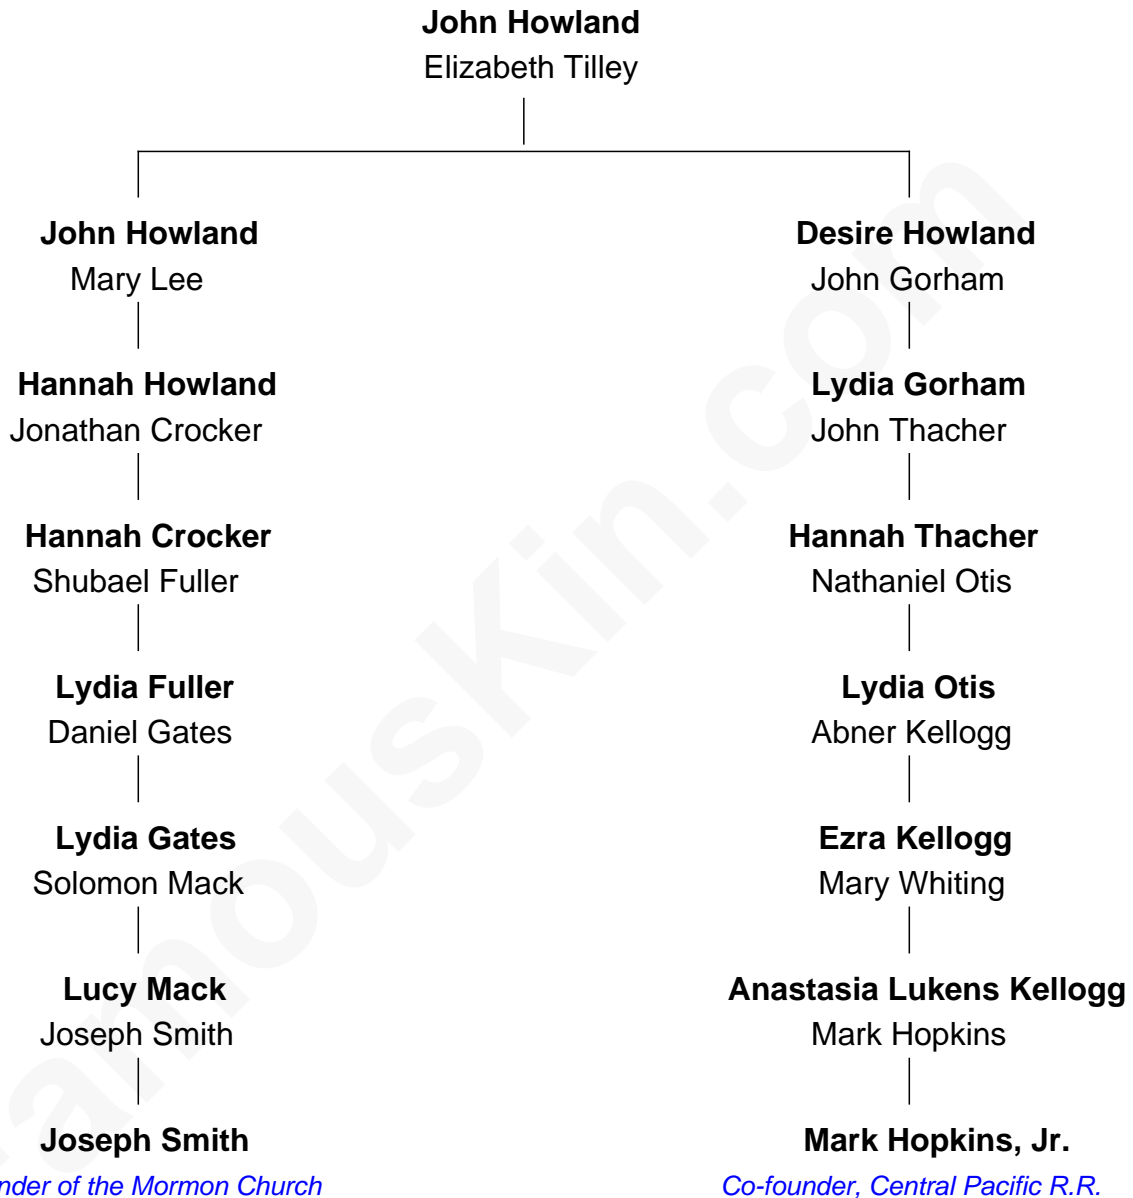 John Howland
Elizabeth Tilley
John Howland
Mary Lee
Desire Howland
John Gorham
Hannah Howland
Jonathan Crocker
Lydia Gorham
John Thacher
Hannah Crocker
Shubael Fuller
Hannah Thacher
Nathaniel Otis
Lydia Fuller
Daniel Gates
Lydia Otis
Abner Kellogg
Lydia Gates
Solomon Mack
Ezra Kellogg
Mary Whiting
Lucy Mack
Joseph Smith
Anastasia Lukens Kellogg
Mark Hopkins
Joseph Smith
nder of the Mormon Church
Mark Hopkins, Jr.
Co-founder, Central Pacific R.R.
amousKin.com